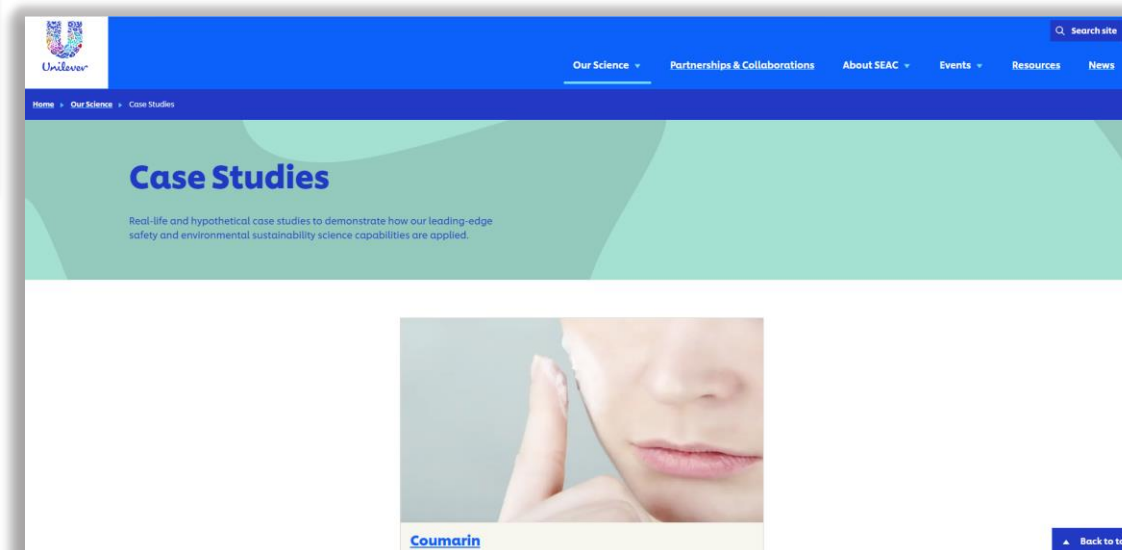 Unilever
Search site
Our Science
Partnerships & Collaborations
About SEAC
Events
Resources
News
Home » Our Science » Case Studies
Case Studies
Real-life and hypothetical case studies to demonstrate how our leading-edge
safety and environmental sustainability science capabilities are applied.
Coumarin
Back to to